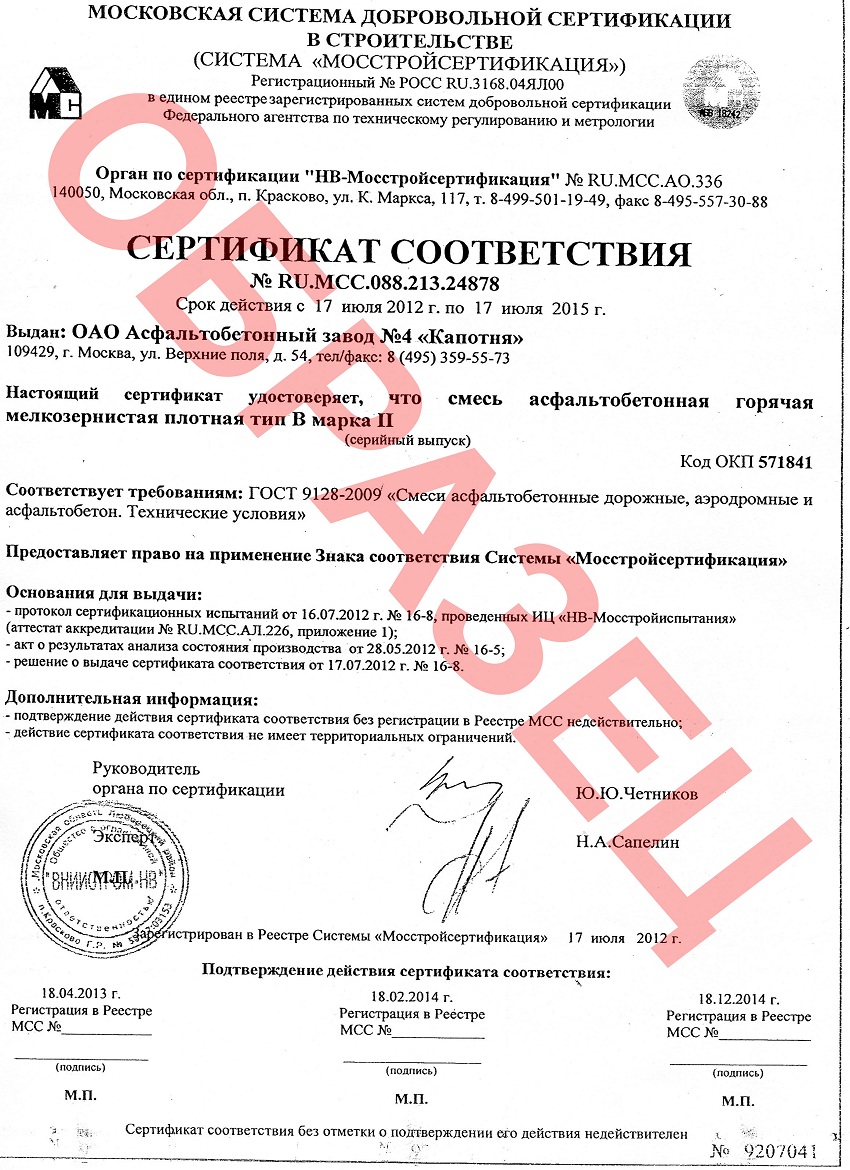 МОСКОВСКАЯ СИСТЕМА ДОБРОВОЛЬНОЙ СЕРТИФИКАЦИИ
В СТРОИТЕЛЬСТВЕ
(СИСТЕМА «МОССТРОЙСЕРТИФИКАЦИЯ»)
Регистрационный № РОСС RU.3168.04ЯЛ00
в едином реестре зарегистрированных систем добровольной сертификации
Федерального агентства по техническому регулированию и метрологии
МС
Орган по сертификации "НВ-Мосстройсертификация" № RU.МСС.АО.336
140050, Московская обл., п. Красково, ул. К. Маркса, 117, т. 8-499-501-19-49, факс 8-495-557-30-88
СЕРТИФИКАТ СООТВЕТСТВИЯ
№ RU.МСС.088.213.24878
Срок действия с 17 июля 2012 г. по 17 июля 2015 г.
Выдан: ОАО Асфальтобетонный завод №4 «Капотня»
109429, г. Москва, ул. Верхние поля, д. 54, тел/факс: 8 (495) 359-55-73
Настоящий сертификат удостоверяет, что смесь асфальтобетонная горячая
мелкозернистая плотная тип В марка II
(серийный выпуск)
Код ОКП 571841
Соответствует требованиям: ГОСТ 9128-2009 «Смеси асфальтобетонные дорожные, аэродромные и
асфальтобетон. Технические условия»
Предоставляет право на применение Знака соответствия Системы «Мосстройсертификация»
Основания для выдачи:
- протокол сертификационных испытаний от 16.07.2012 г. № 16-8, проведенных ИЦ «НВ-Мосстройиспытания»
(аттестат аккредитации № RU.МСС.АЛ.226, приложение 1);
- акт о результатах анализа состояния производства от 28.05.2012 г. № 16-5;
- решение о выдаче сертификата соответствия от 17.07.2012 г. № 16-8.
Дополнительная информация:
- подтверждение действия сертификата соответствия без регистрации в Реестре МСС недействительно;
- действие сертификата соответствия не имеет территориальных ограничений.
Руководитель
органа по сертификации
Ю.Ю.Четников
Эксперт
Н.А.Сапелин
М.П.
Московская область Люберецкий район
Общество с ограниченной
"ВНИИСТРОМ-НВ"
ответственностью
п.Красково Г.Р. №
Зарегистрирован в Реестре Системы «Мосстройсертификация» 17 июля 2012 г.
Подтверждение действия сертификата соответствия:
18.04.2013 г.
Регистрация в Реестре
МСС №
(подпись)
М.П.
18.02.2014 г.
Регистрация в Реестре
МСС №
(подпись)
М.П.
18.12.2014 г.
Регистрация в Реестре
МСС №
(подпись)
М.П.
Сертификат соответствия без отметки о подтверждении его действия недействителен
№ 9207041
ОБРАЗЕЦ